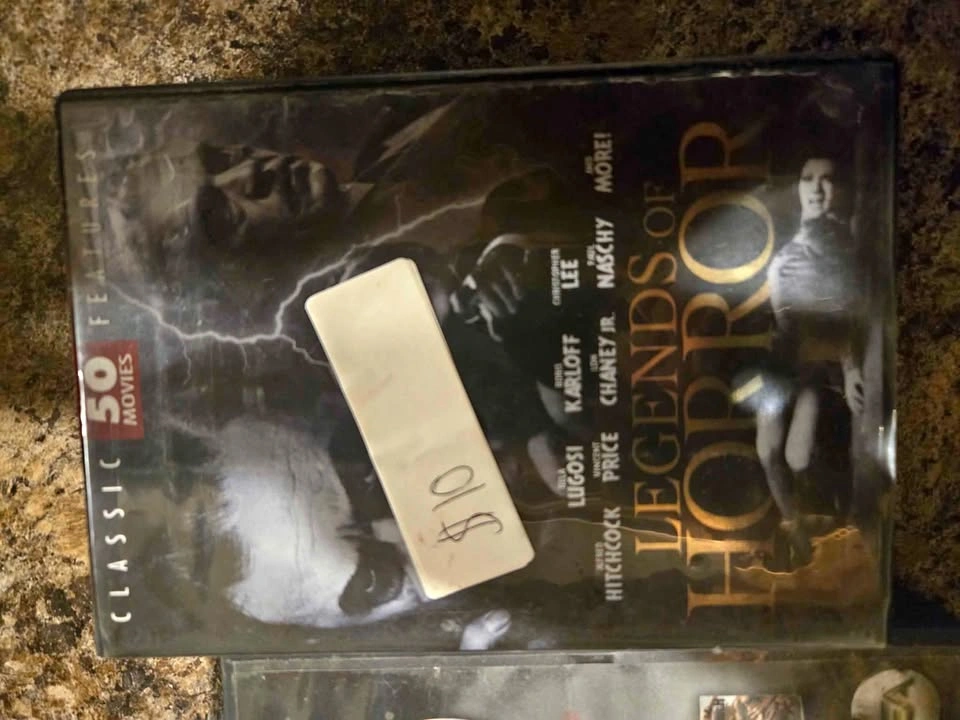 CLASSIC 50 MOVIES FEATURES
$10
BELA LUGOSI BORIS KARLOFF CHRISTOPHER LEE
HITCHCOCK VINCENT PRICE LON CHANEY JR. PAUL NASCHY AND MORE!
LEGENDS OF
HORROR